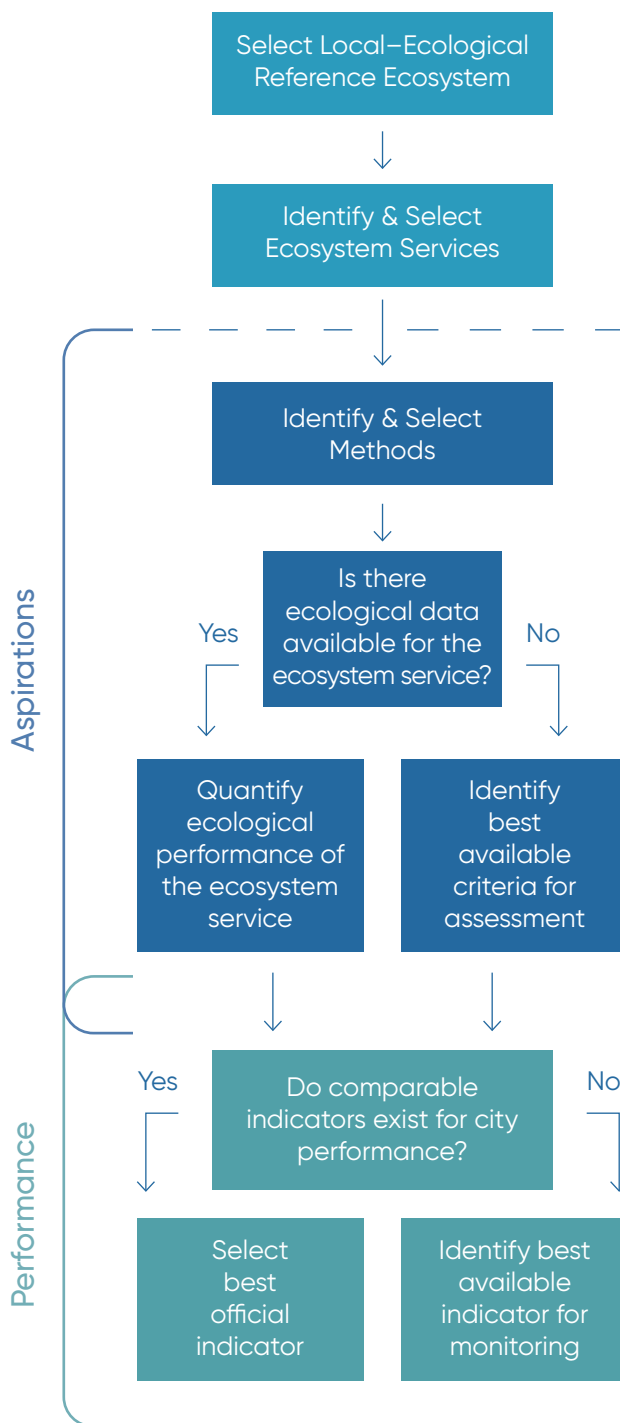 Select Local–Ecological
Reference Ecosystem
Identify & Select
Ecosystem Services
Aspirations
Identify & Select
Methods
Is there
ecological data
available for the
ecosystem service?
Yes
No
Quantify
ecological
performance of
the ecosystem
service
Identify
best
available
criteria for
assessment
Performance
Yes
Do comparable
indicators exist for city
performance?
No
Select
best
official
indicator
Identify best
available
indicator for
monitoring